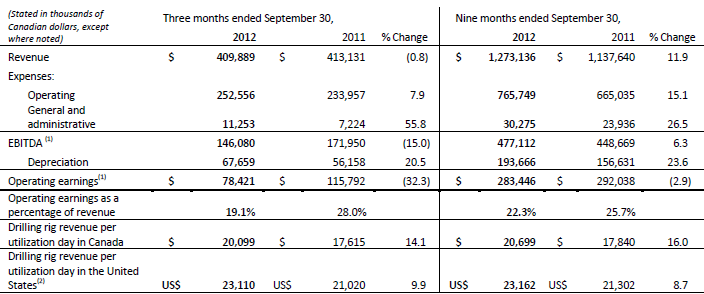 (Stated in thousands of Canadian dollars, except where noted) Three months ended September 30, Nine months ended September 30,
2012 2011 % Change 2012 2011 % Change
Revenue $ 409,889 $ 413,131 (0.8) $ 1,273,136 $ 1,137,640 11.9
Expenses:
Operating 252,556 233,957 7.9 765,749 665,035 15.1
General and
administrative 11,253 7,224 55.8 30,275 23,936 26.5
EBITDA (1) 146,080 171,950 (15.0) 477,112 448,669 6.3
Depreciation 67,659 56,158 20.5 193,666 156,631 23.6
Operating earnings(1) $ 78,421 $ 115,792 (32.3) $ 283,446 $ 292,038 (2.9)
Operating earnings as a
percentage of revenue 19.1% 28.0% 22.3% 25.7%
Drilling rig revenue per
utilization day in Canada $ 20,099 $ 17,615 14.1 $ 20,699 $ 17,840 16.0
Drilling rig revenue per
utilization day in the United
States(2) US$ 23,110 US$ 21,020 9.9 US$ 23,162 US$ 21,302 8.7